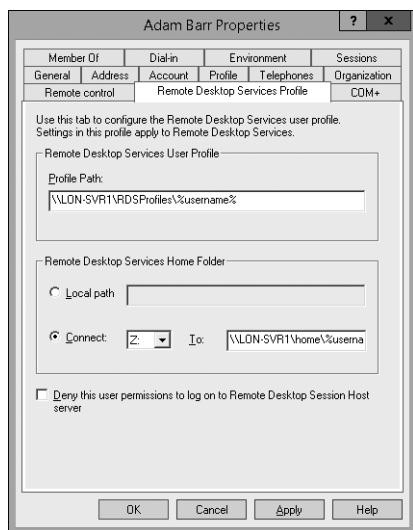 Adam Barr Properties
? x
Member Of Dial-in Environment Sessions
General Address Account Profile Telephones Organization
Remote control Remote Desktop Services Profile COM+
Use this tab to configure the Remote Desktop Services user profile.
Settings in this profile apply to Remote Desktop Services.
Remote Desktop Services User Profile
Profile Path:
\\LON-SVR1\RDSProfiles\%username%
Remote Desktop Services Home Folder
Local path
Connect: Z: To: \\LON-SVR1\home\%userna
Deny this user permissions to log on to Remote Desktop Session Host
server
OK Cancel Apply Help